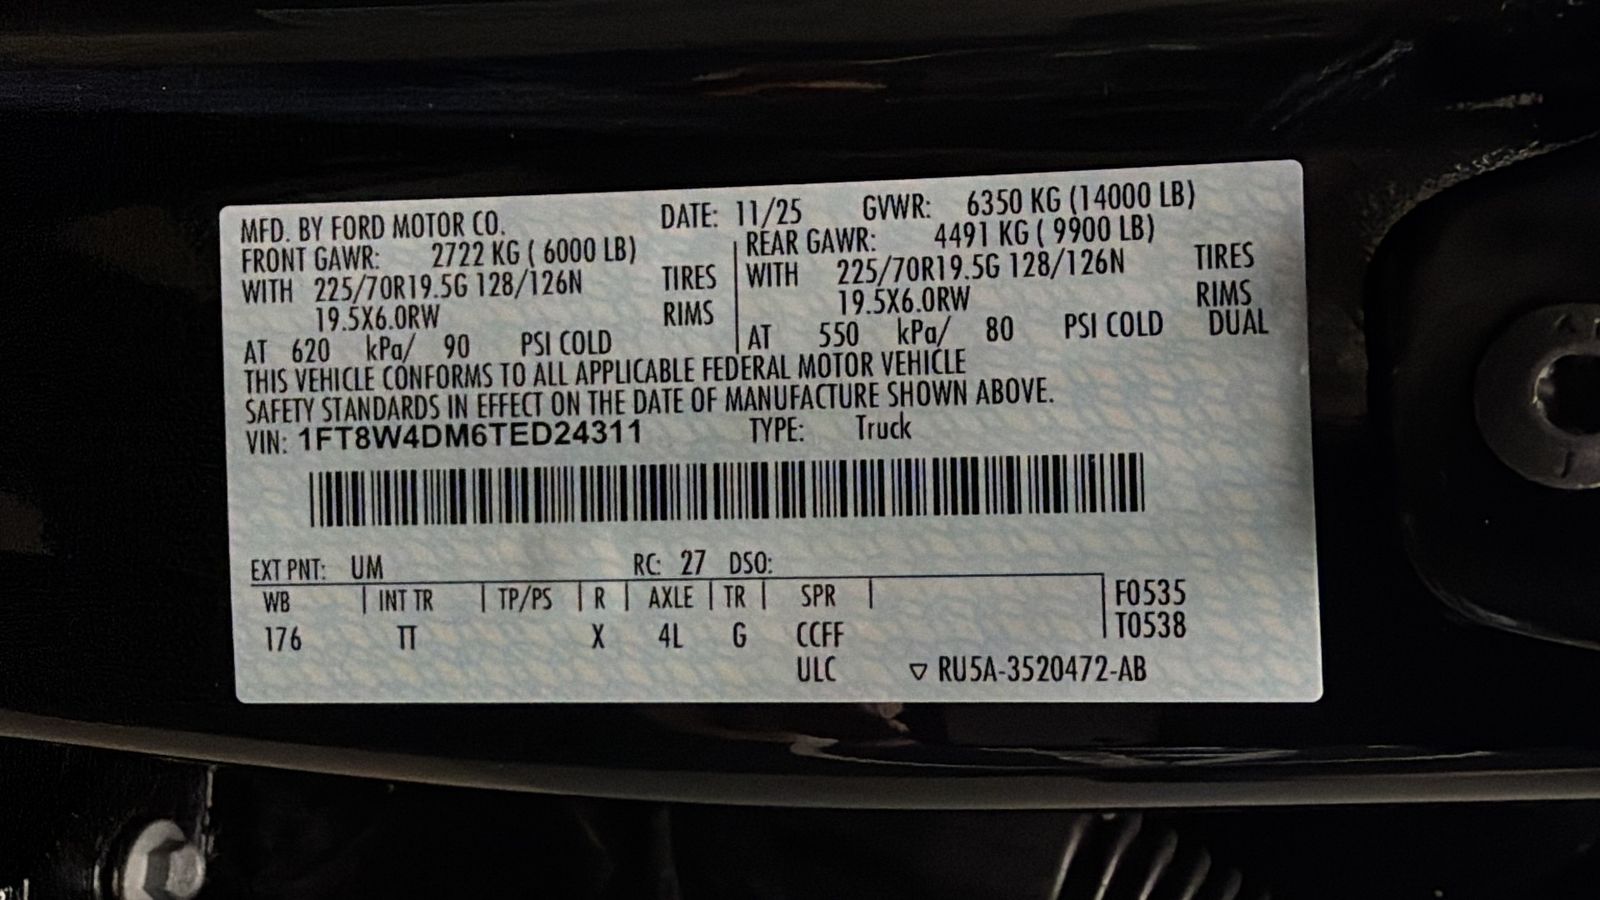 MFD. BY FORD MOTOR CO. DATE: 11/25 GVWR: 6350 KG (14000 LB)
FRONT GAWR: 2722 KG ( 6000 LB) REAR GAWR: 4491 KG ( 9900 LB)
WITH 225/70R19.5G 128/126N TIRES WITH 225/70R19.5G 128/126N TIRES
19.5X6.0RW RIMS 19.5X6.0RW RIMS
AT 620 kPa/ 90 PSI COLD AT 550 kPa/ 80 PSI COLD DUAL
THIS VEHICLE CONFORMS TO ALL APPLICABLE FEDERAL MOTOR VEHICLE
SAFETY STANDARDS IN EFFECT ON THE DATE OF MANUFACTURE SHOWN ABOVE.
VIN: 1FT8W4DM6TED24311 TYPE: Truck
EXT PNT: UM RC: 27 DSO:
WB INT TR TP/PS R AXLE TR SPR F0535
176 TT X 4L G CCFF T0538
ULC ▽ RU5A-3520472-AB